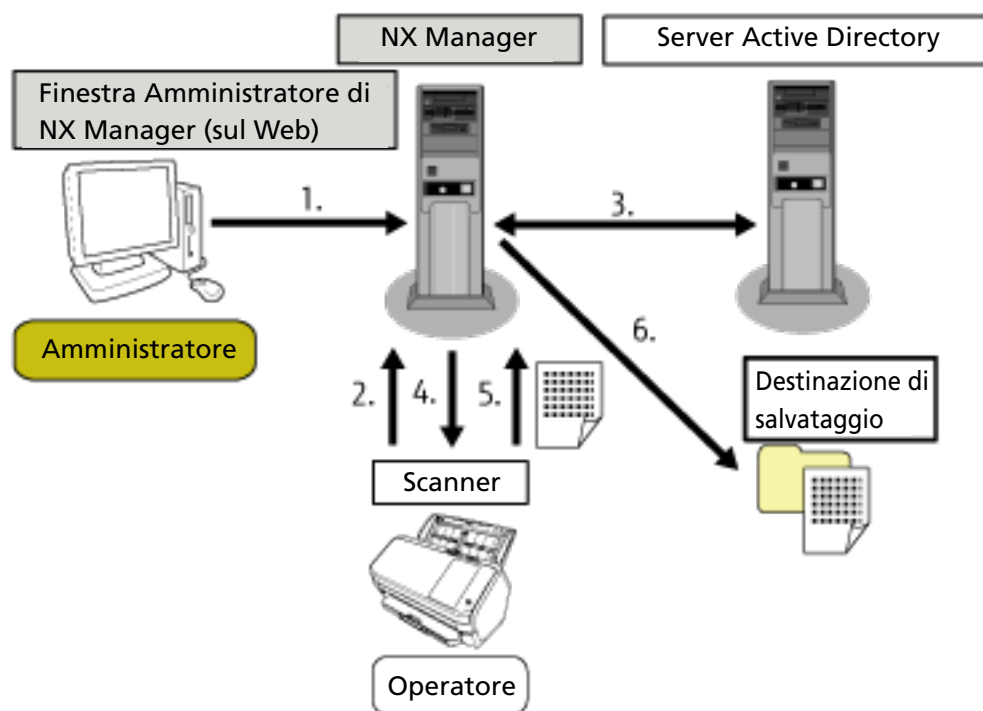 NX Manager
Server Active Directory
Finestra Amministratore di
NX Manager (sul Web)
1.
3.
Amministratore
6.
2.
4.
5.
Destinazione di
salvataggio
Scanner
Operatore